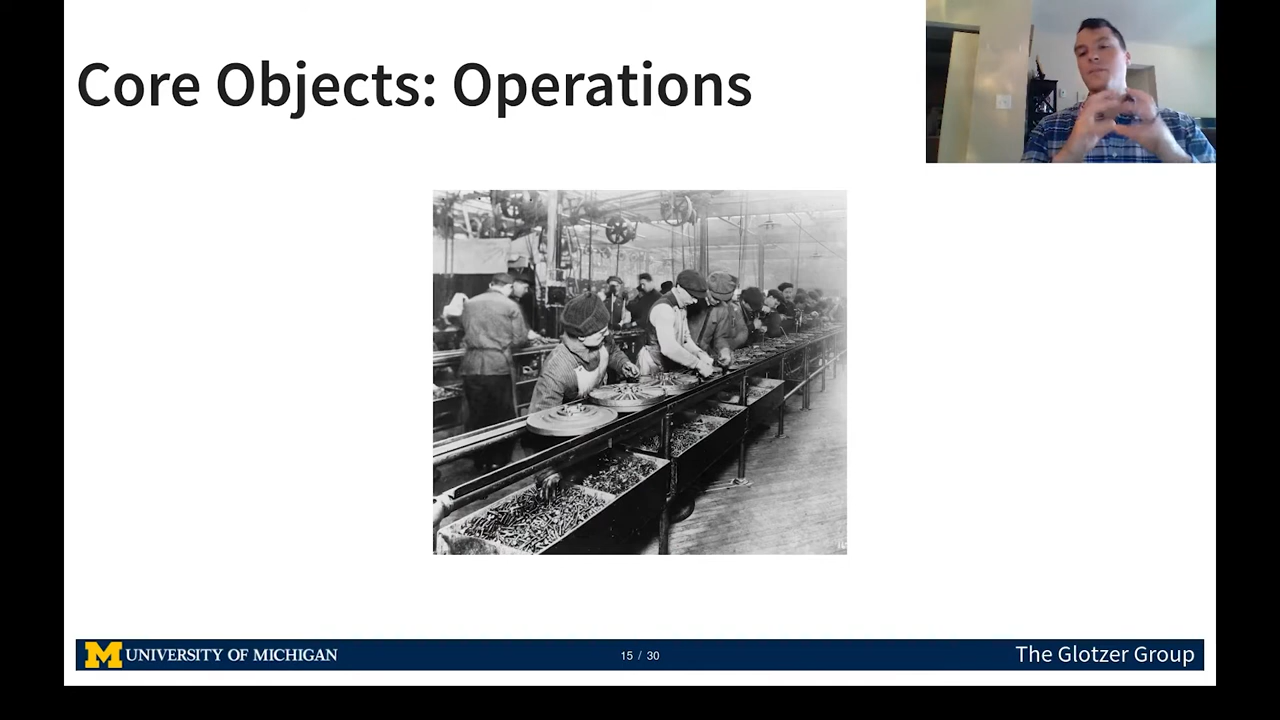 Core Objects: Operations
M UNIVERSITY OF MICHIGAN
15 / 30
The Glotzer Group